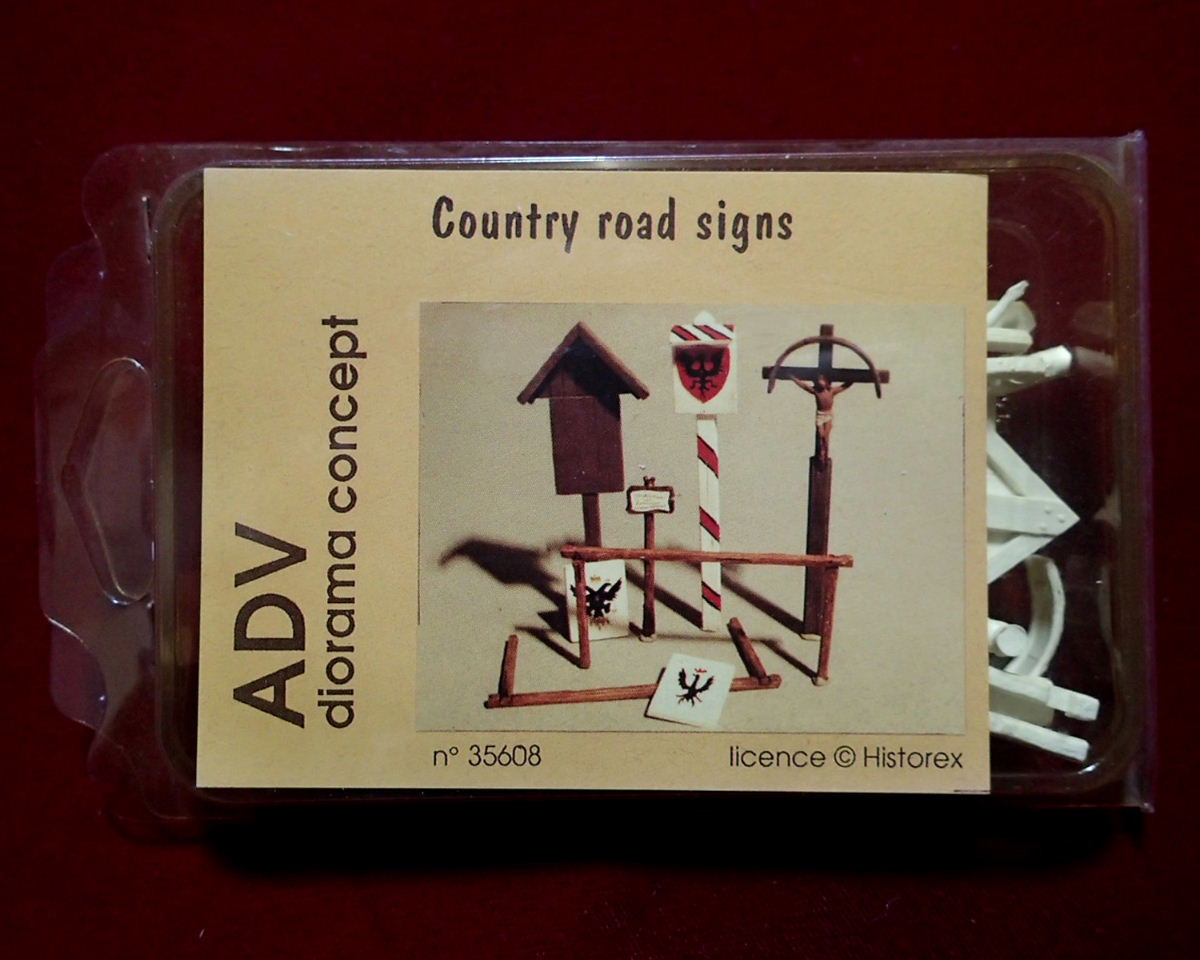 Country road signs
ADV
diorama concept
n° 35608
licence © Historex